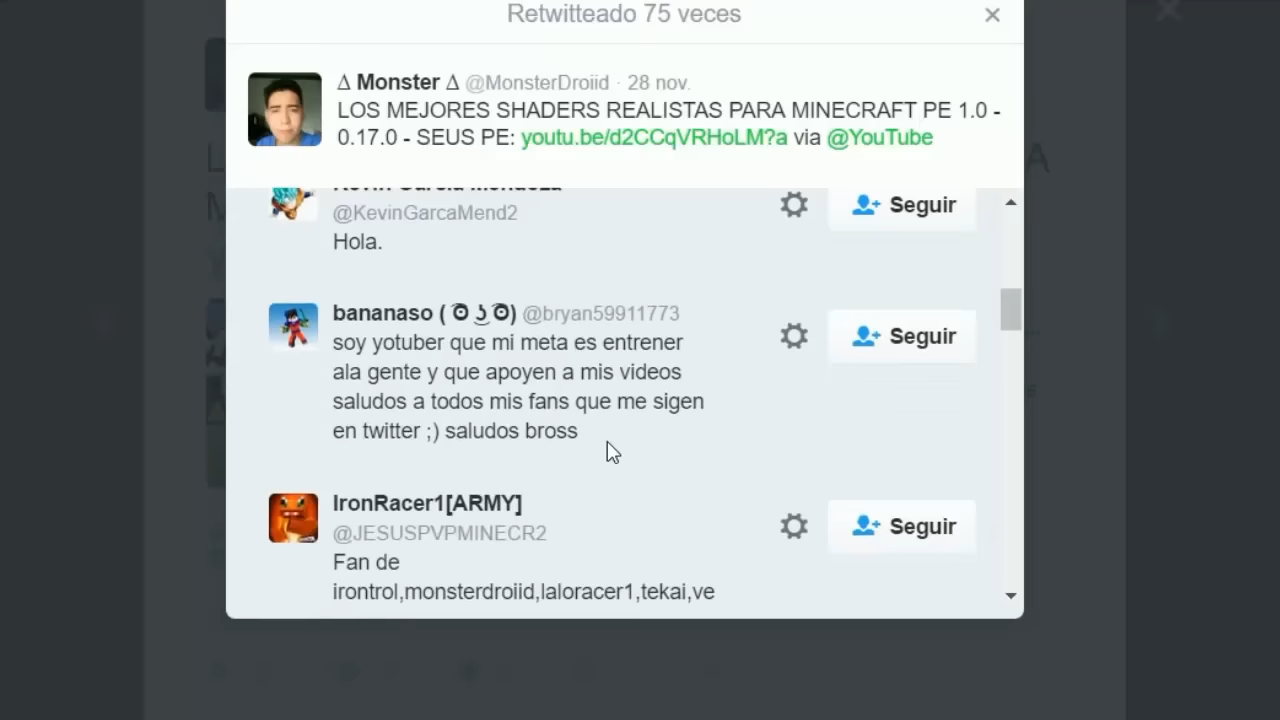 Retwitteado 75 veces
Δ Monster Δ @MonsterDroiid · 28 nov.
LOS MEJORES SHADERS REALISTAS PARA MINECRAFT PE 1.0 -
0.17.0 - SEUS PE: youtu.be/d2CCqVRHoLM?a via @YouTube
Kevin Garcia Mendoza
@KevinGarcaMend2
Seguir
Hola.
bananaso ( ͡ʘ ͜ʖ ͡ʘ) @bryan59911773
soy yotuber que mi meta es entrener
Seguir
ala gente y que apoyen a mis videos
saludos a todos mis fans que me sigen
en twitter ;) saludos bross
IronRacer1[ARMY]
@JESUSPVPMINECR2
Seguir
Fan de
irontrol,monsterdroiid,laloracer1,tekai,ve